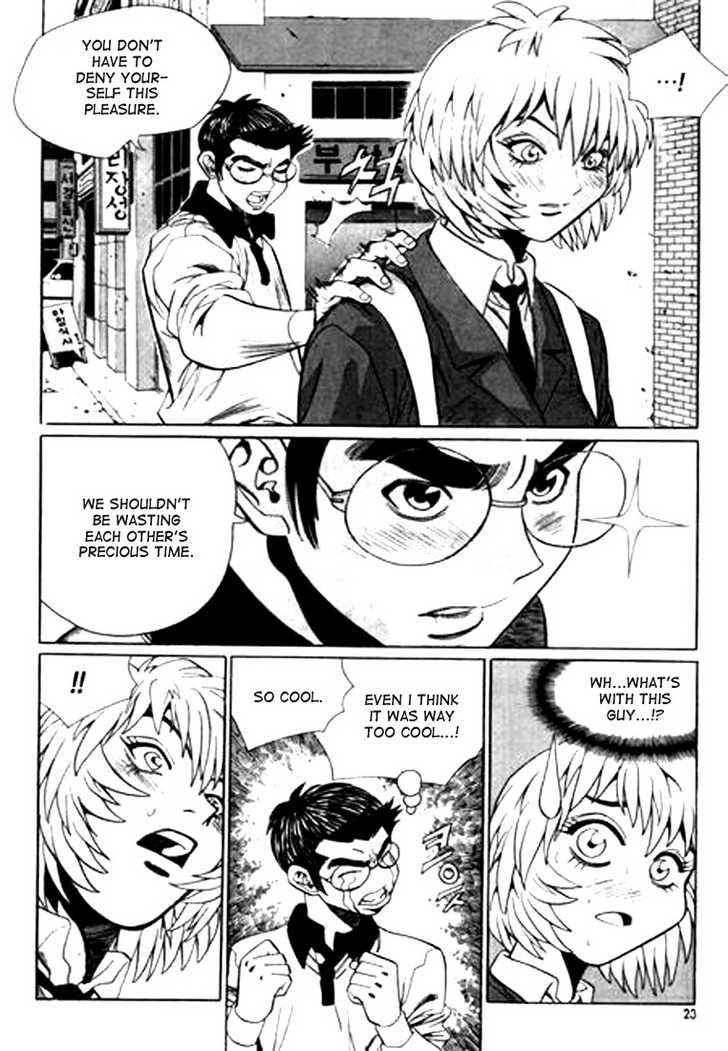 YOU DON'T
HAVE TO
DENY YOUR-
SELF THIS
PLEASURE.
...!
WE SHOULDN'T
BE WASTING
EACH OTHER'S
PRECIOUS TIME.
!!
SO COOL.
EVEN I THINK
IT WAS WAY
TOO COOL...!
WH...WHAT'S
WITH THIS
GUY...!?
23